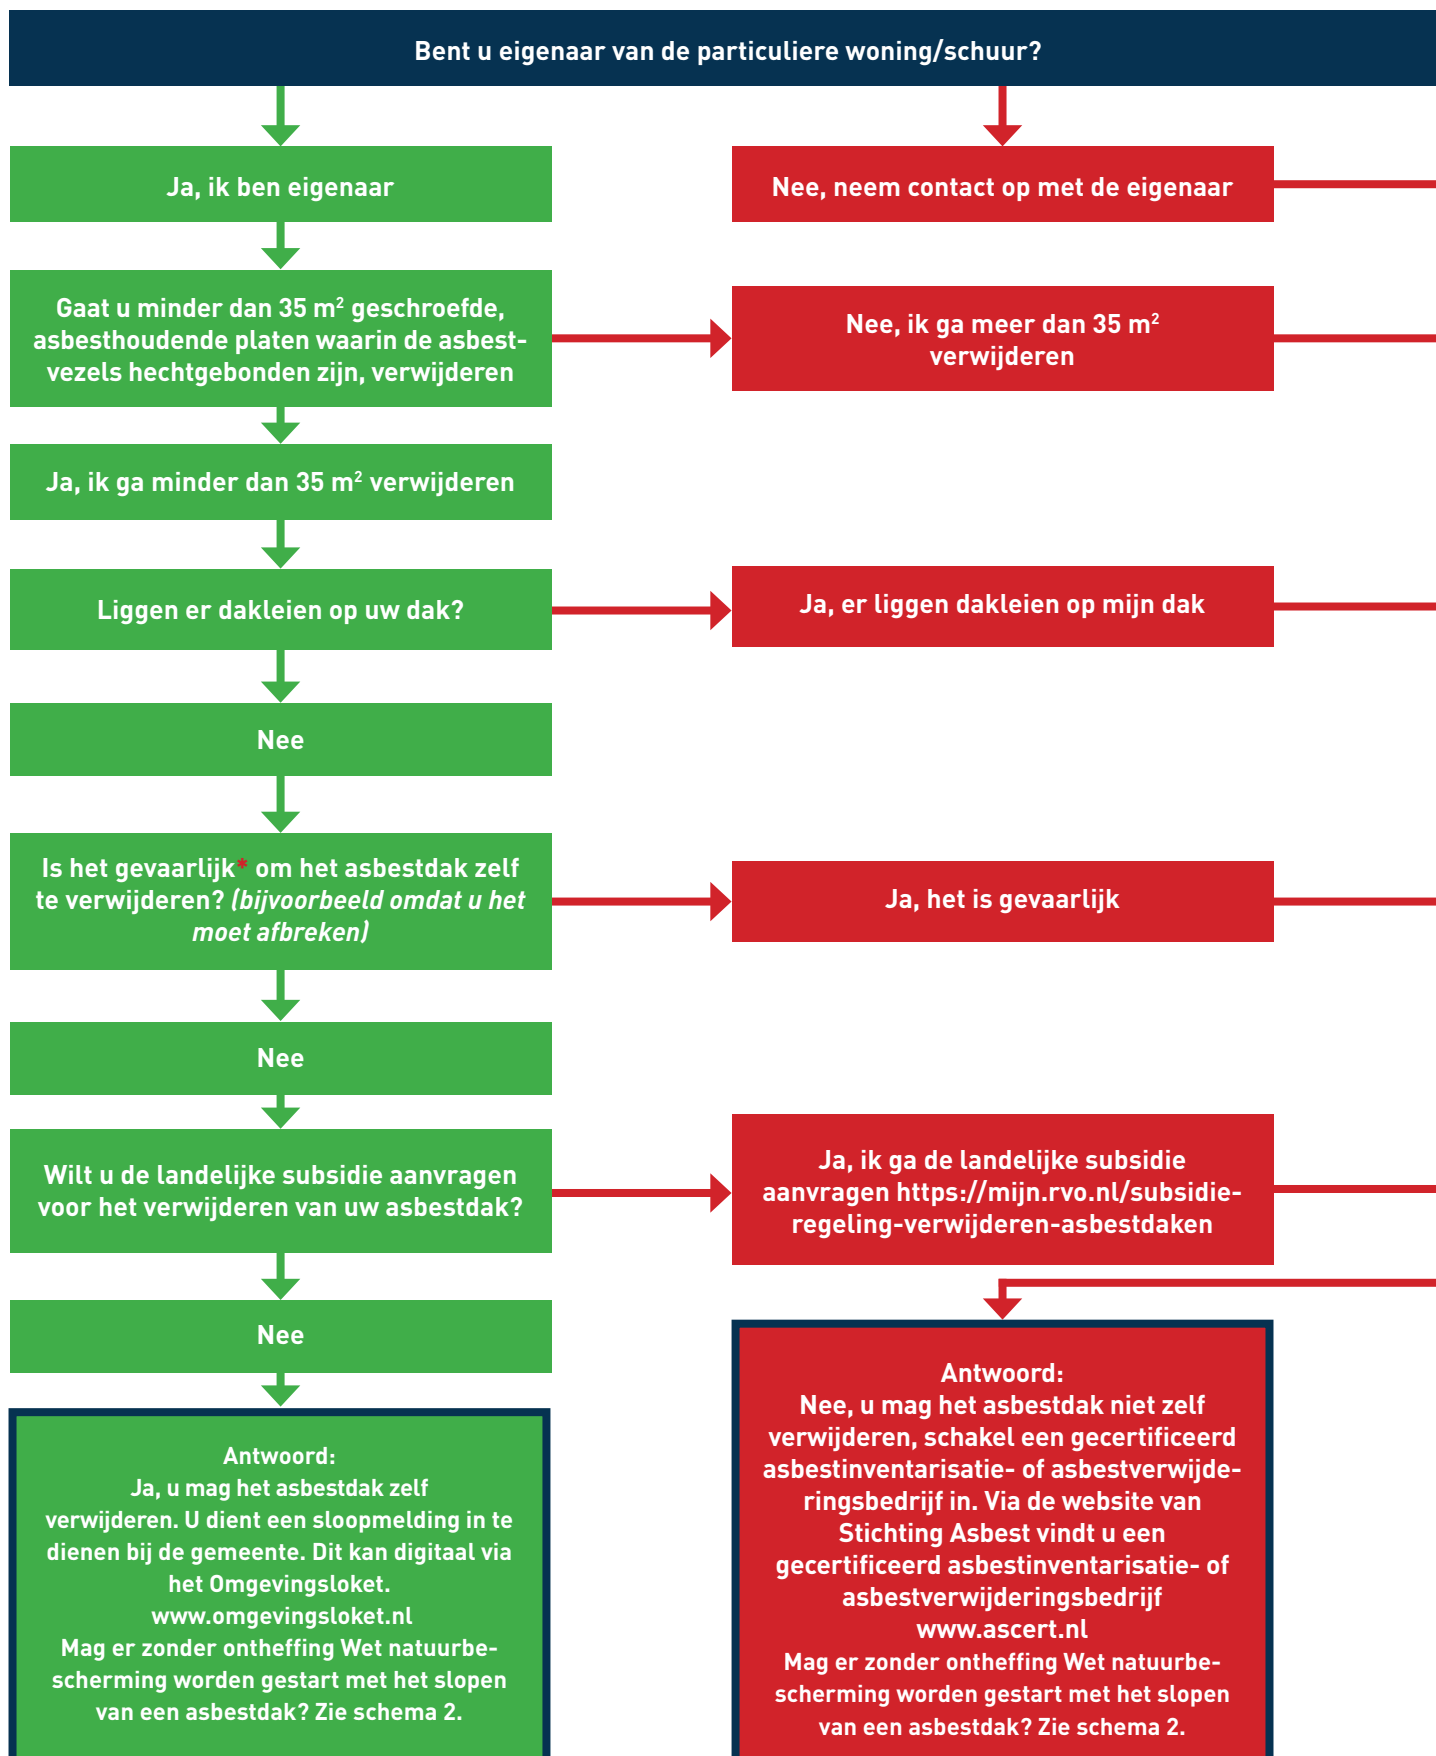 Bent u eigenaar van de particuliere woning/schuur?
Ja, ik ben eigenaar
Nee, neem contact op met de eigenaar
Gaat u minder dan 35 m² geschroefde,
asbesthoudende platen waarin de asbest-
vezels hechtgebonden zijn, verwijderen
Nee, ik ga meer dan 35 m²
verwijderen
Ja, ik ga minder dan 35 m² verwijderen
Liggen er dakleien op uw dak?
Ja, er liggen dakleien op mijn dak
Nee
Is het gevaarlijk* om het asbestdak zelf
te verwijderen? (bijvoorbeeld omdat u het
moet afbreken)
Ja, het is gevaarlijk
Nee
Wilt u de landelijke subsidie aanvragen
voor het verwijderen van uw asbestdak?
Ja, ik ga de landelijke subsidie
aanvragen https://mijn.rvo.nl/subsidie-
regeling-verwijderen-asbestdaken
Nee
Antwoord:
Ja, u mag het asbestdak zelf
verwijderen. U dient een sloopmelding in te
dienen bij de gemeente. Dit kan digitaal via
het Omgevingsloket.
www.omgevingsloket.nl
Mag er zonder ontheffing Wet natuurbe-
scherming worden gestart met het slopen
van een asbestdak? Zie schema 2.
Antwoord:
Nee, u mag het asbestdak niet zelf
verwijderen, schakel een gecertificeerd
asbestinventarisatie- of asbestverwijde-
ringsbedrijf in. Via de website van
Stichting Asbest vindt u een
gecertificeerd asbestinventarisatie- of
asbestverwijderingsbedrijf
www.ascert.nl
Mag er zonder ontheffing Wet natuurbe-
scherming worden gestart met het slopen
van een asbestdak? Zie schema 2.